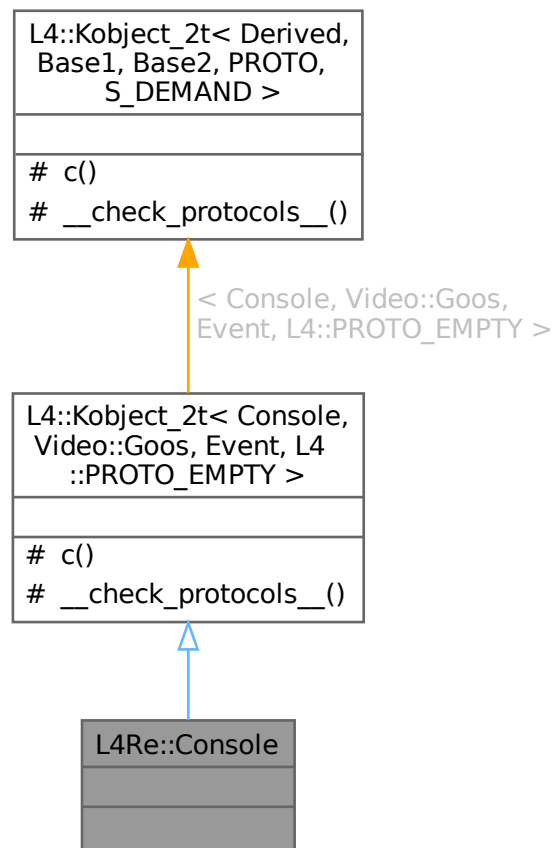 L4::Kobject_2t< Derived,
Base1, Base2, PROTO,
S_DEMAND >
# c()
# __check_protocols__()
< Console, Video::Goos,
Event, L4::PROTO_EMPTY >
L4::Kobject_2t< Console,
Video::Goos, Event, L4
::PROTO_EMPTY >
# c()
# __check_protocols__()
L4Re::Console